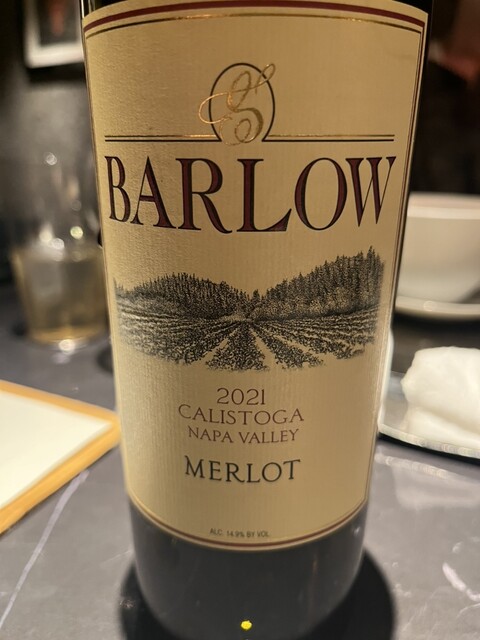 B
BARLOW
2021
CALISTOGA
NAPA VALLEY
MERLOT
ALC. 14.9% BY VOL.